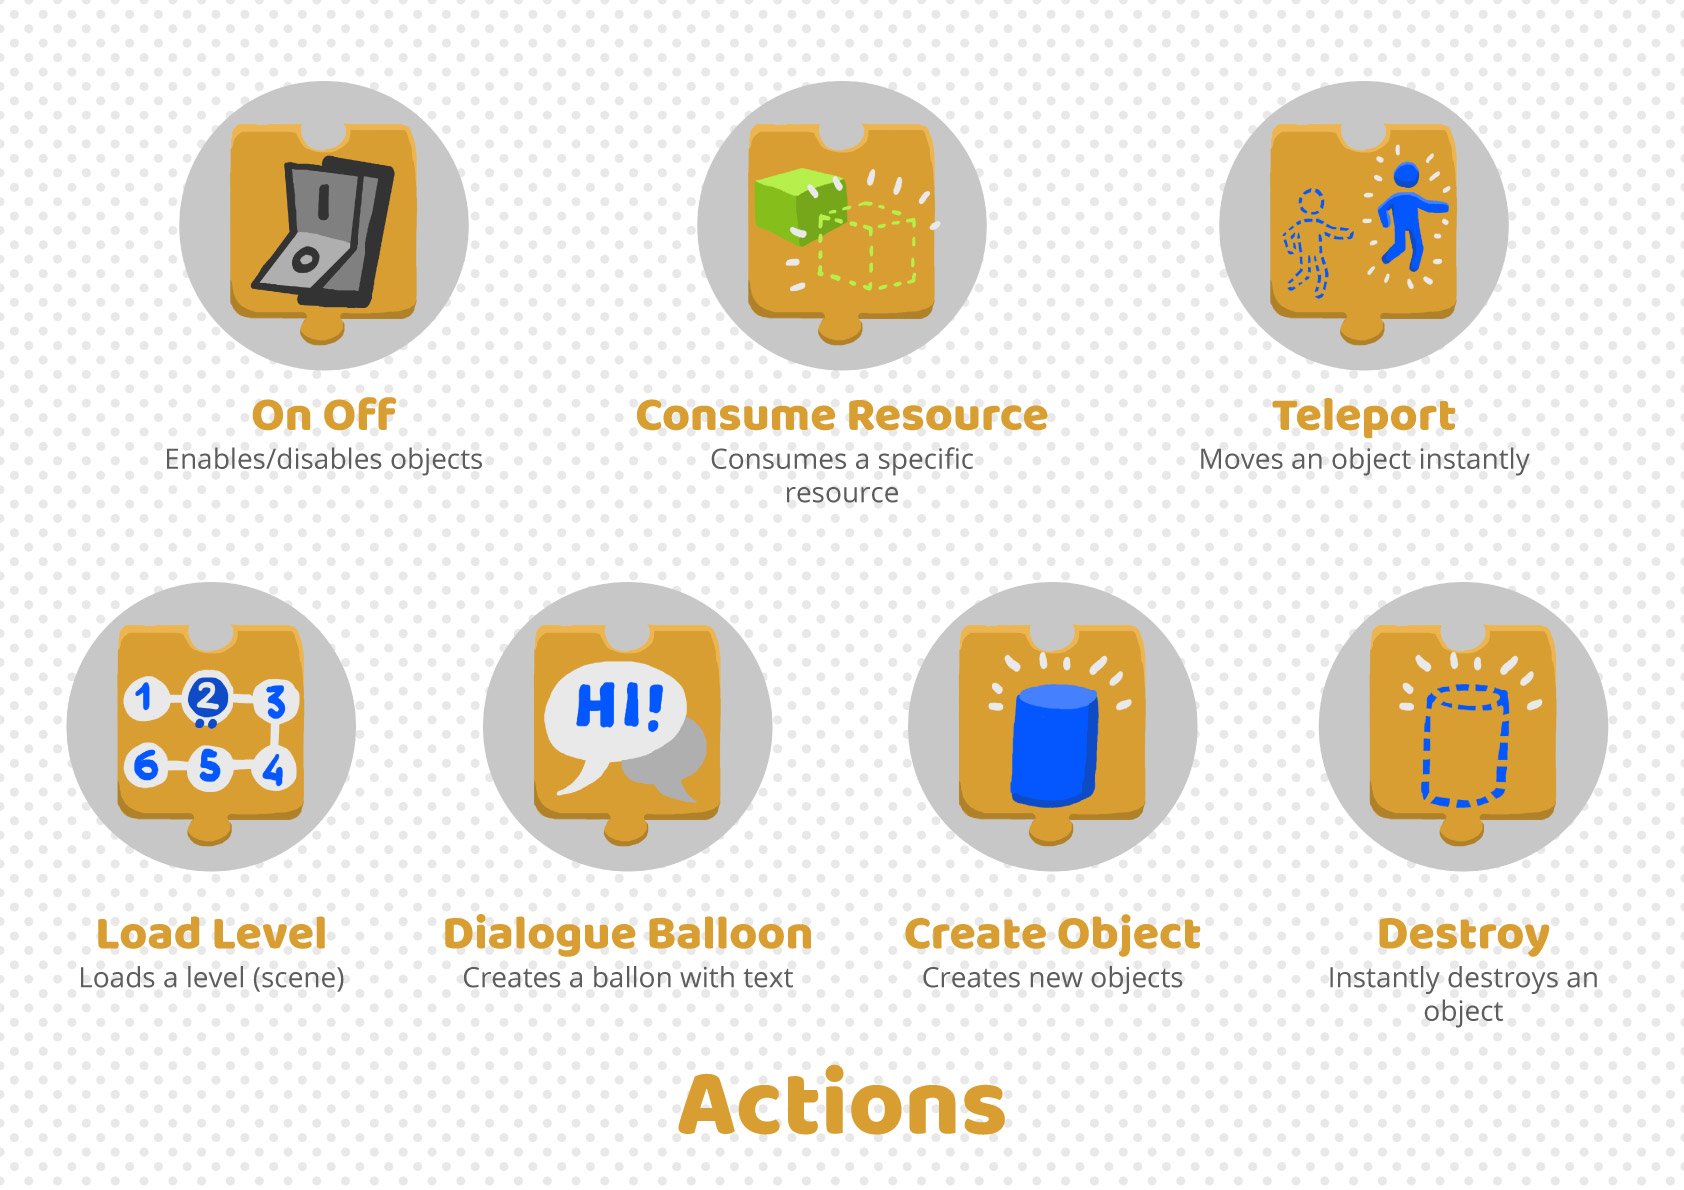 On Off
Enables/disables objects
Consume Resource
Consumes a specific
resource
Teleport
Moves an object instantly
1 2 3
6 5 4
Load Level
Loads a level (scene)
HI!
Dialogue Balloon
Creates a ballon with text
Create Object
Creates new objects
Destroy
Instantly destroys an
object
Actions